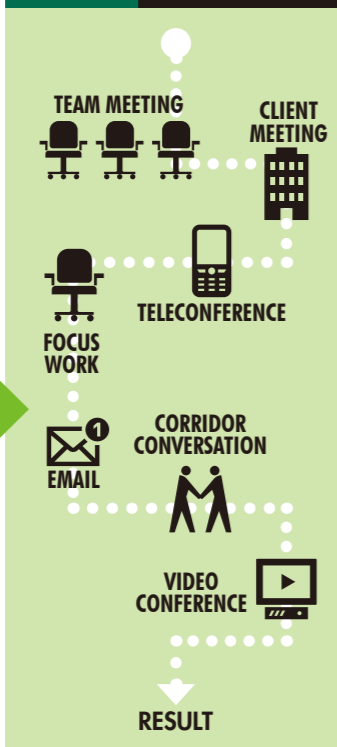 TEAM MEETING
CLIENT
MEETING
TELECONFERENCE
FOCUS
WORK
1
EMAIL
CORRIDOR
CONVERSATION
VIDEO
CONFERENCE
RESULT